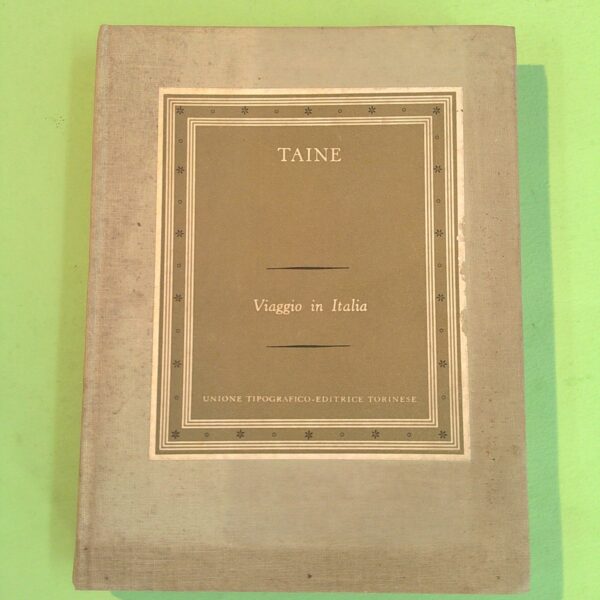 TAINE
Viaggio in Italia
UNIONE TIPOGRAFICO-EDITRICE TORINESE